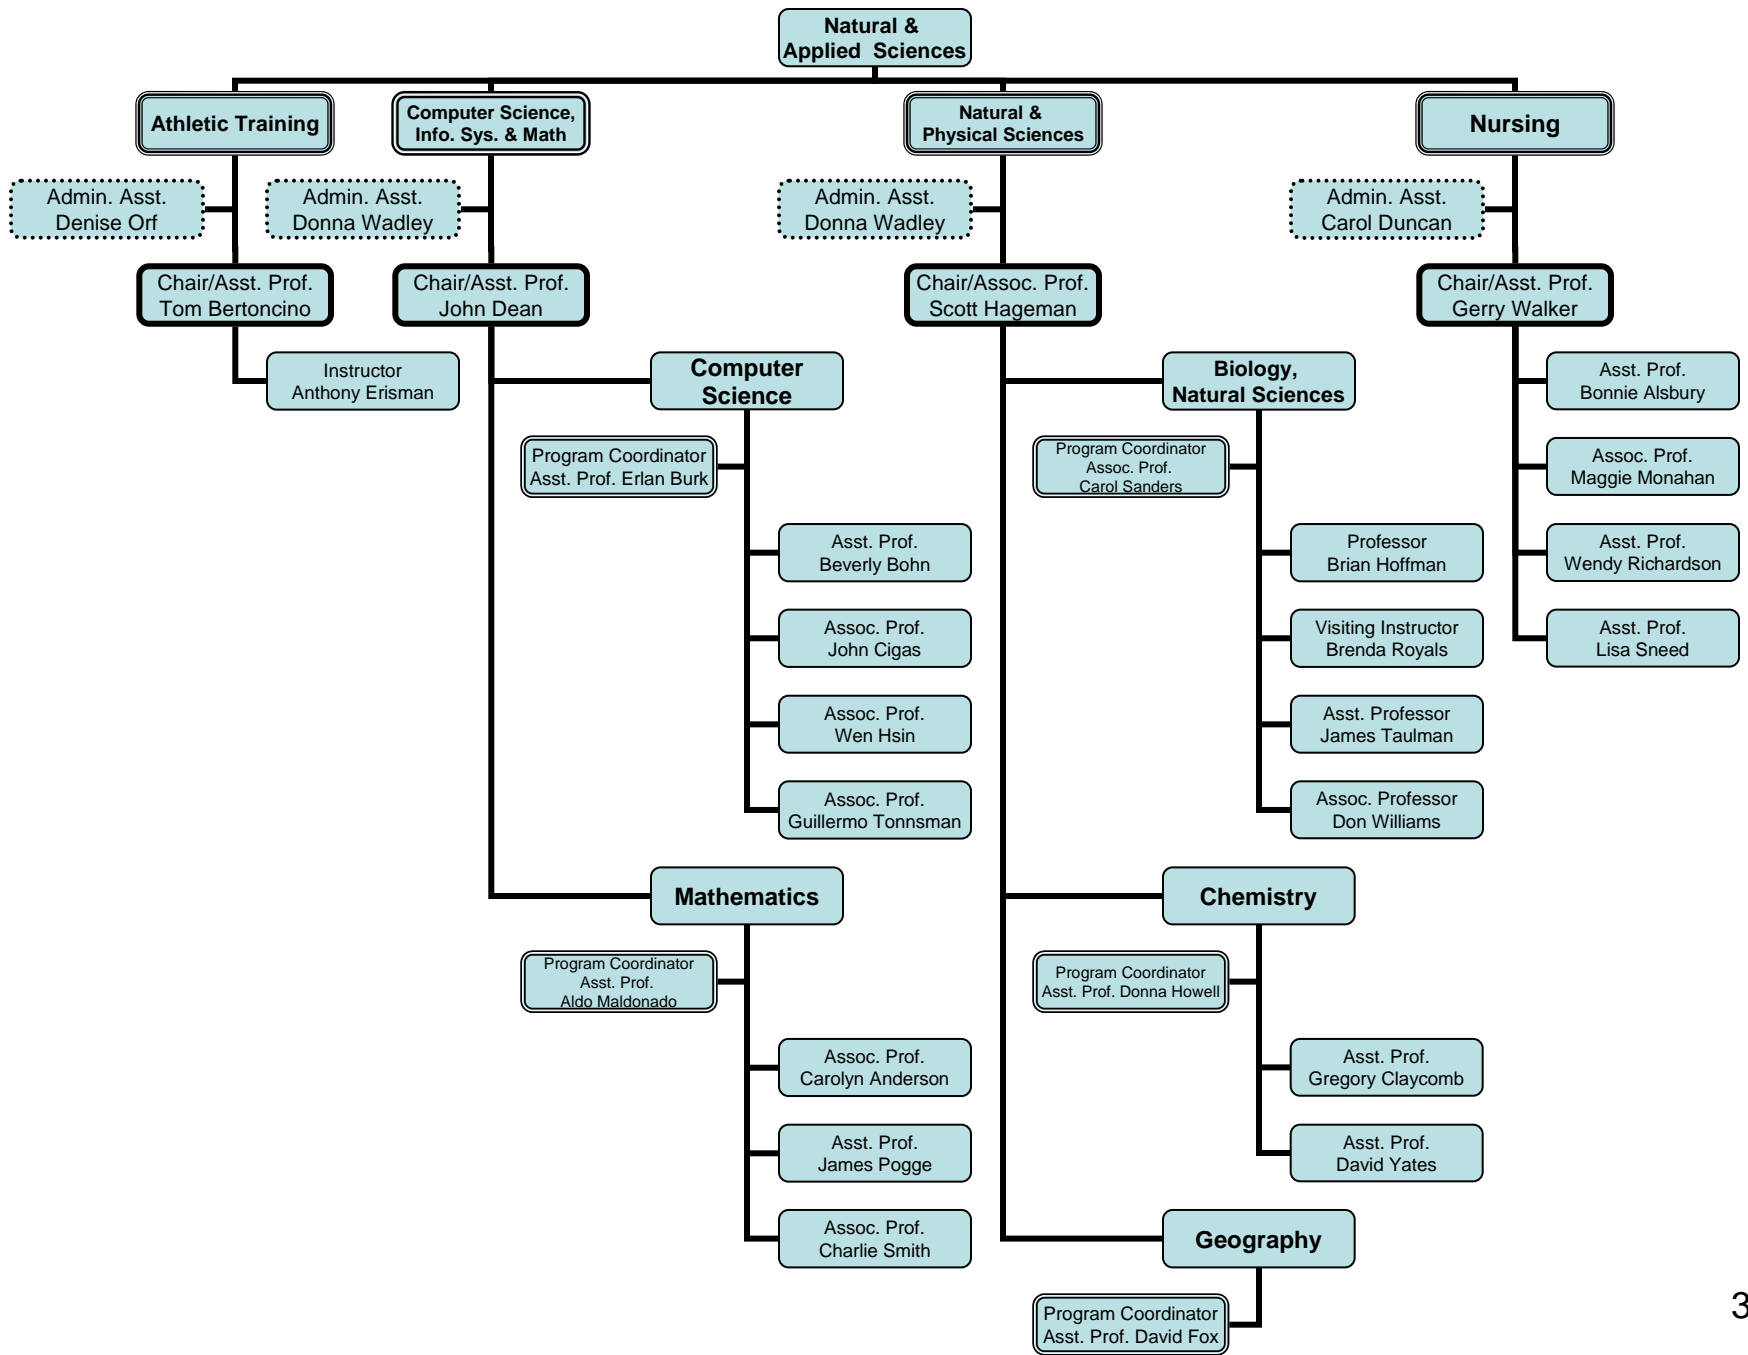 Natural &
Applied  Sciences
Athletic Training
Computer Science,
Info. Sys. & Math
Natural &
Physical Sciences
Nursing
Admin. Asst.
Denise Orf
Admin. Asst.
Donna Wadley
Admin. Asst.
Donna Wadley
Admin. Asst.
Carol Duncan
Chair/Asst. Prof.
Tom Bertoncino
Chair/Asst. Prof.
John Dean
Chair/Assoc. Prof.
Scott Hageman
Chair/Asst. Prof.
Gerry Walker
Instructor
Anthony Erisman
Computer
Science
Program Coordinator
Asst. Prof. Erlan Burk
Asst. Prof.
Beverly Bohn
Assoc. Prof.
John Cigas
Assoc. Prof.
Wen Hsin
Assoc. Prof.
Guillermo Tonnsman
Mathematics
Program Coordinator
Asst. Prof.
Aldo Maldonado
Assoc. Prof.
Carolyn Anderson
Asst. Prof.
James Pogge
Assoc. Prof.
Charlie Smith
Biology,
Natural Sciences
Program Coordinator
Assoc. Prof.
Carol Sanders
Professor
Brian Hoffman
Visiting Instructor
Brenda Royals
Asst. Professor
James Taulman
Assoc. Professor
Don Williams
Chemistry
Program Coordinator
Asst. Prof. Donna Howell
Asst. Prof.
Gregory Claycomb
Asst. Prof.
David Yates
Geography
Program Coordinator
Asst. Prof. David Fox
Asst. Prof.
Bonnie Alsbury
Assoc. Prof.
Maggie Monahan
Asst. Prof.
Wendy Richardson
Asst. Prof.
Lisa Sneed
3